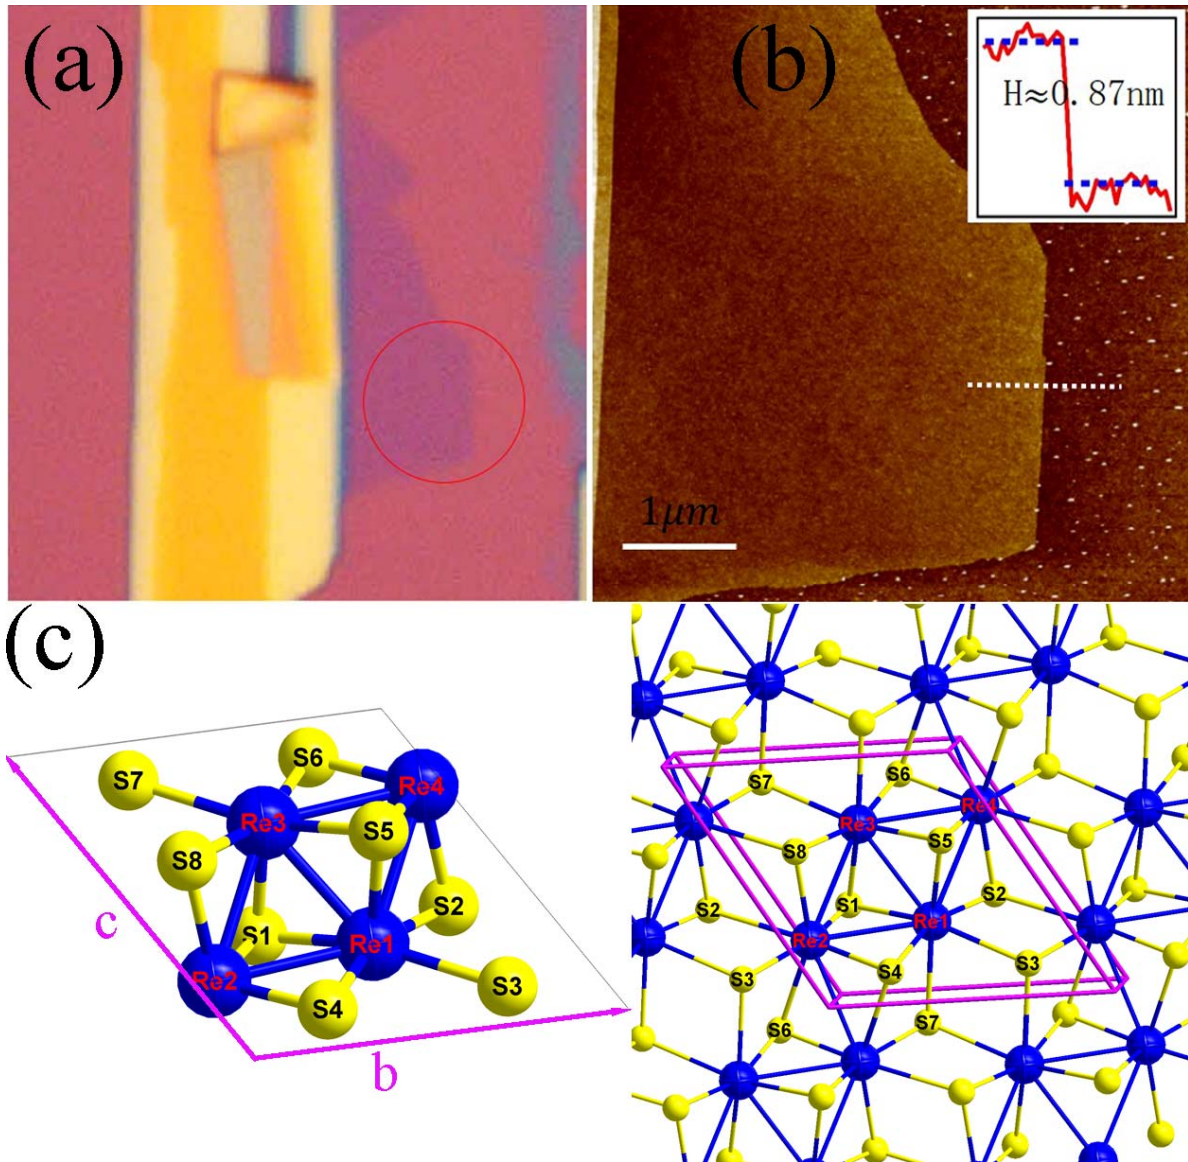 (a)
(b)
H≈0.87nm
1μm
(c)
S6
S7
Re4
Re3
S5
S8
S2
S1
Re1
Re2
S3
S4
c
b
S6
S7
Re4
Re3
S5
S8
S2
S1
S2
Re1
Re2
S3
S4
S3
S6
S7